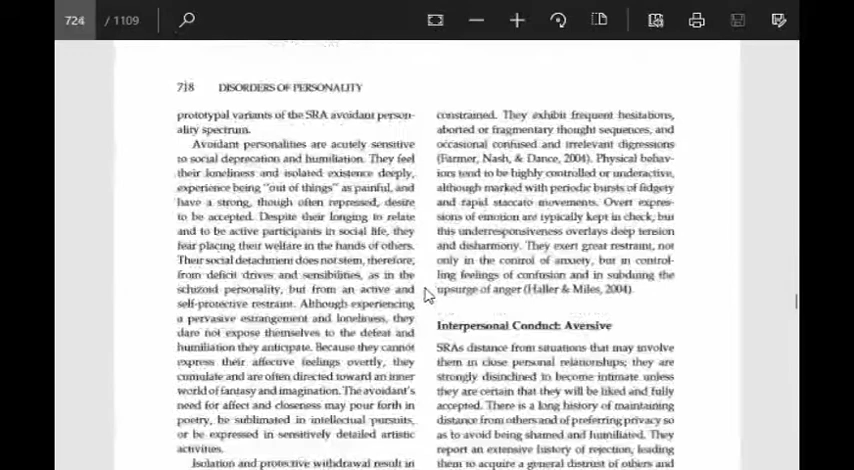 724 / 1109
718 DISORDERS OF PERSONALITY
prototypal variants of the SRA avoidant person-
ality spectrum.
Avoidant personalities are acutely sensitive
to social deprecation and humiliation. They feel
their loneliness and isolated existence deeply,
experience being "out of things" as painful, and
have a strong, though often repressed, desire
to be accepted. Despite their longing to relate
and to be active participants in social life, they
fear placing their welfare in the hands of others.
Their social detachment does not stem, therefore,
from deficit drives and sensibilities, as in the
schizoid personality, but from an active and
self-protective restraint. Although experiencing
a pervasive estrangement and loneliness, they
dare not expose themselves to the defeat and
humiliation they anticipate. Because they cannot
express their affective feelings overtly, they
cumulate and are often directed toward an inner
world of fantasy and imagination. The avoidant's
need for affect and closeness may pour forth in
poetry, be sublimated in intellectual pursuits,
or be expressed in sensitively detailed artistic
activities.
Isolation and protective withdrawal result in
constrained. They exhibit frequent hesitations,
aborted or fragmentary thought sequences, and
occasional confused and irrelevant digressions
(Farmer, Nash, & Dance, 2004). Physical behav-
iors tend to be highly controlled or underactive,
although marked with periodic bursts of fidgety
and rapid staccato movements. Overt expres-
sions of emotion are typically kept in check, but
this underresponsiveness overlays deep tension
and disharmony. They exert great restraint, not
only in the control of anxiety, but in control-
ling feelings of confusion and in subduing the
upsurge of anger (Haller & Miles, 2004).
Interpersonal Conduct: Aversive
SRAs distance from situations that may involve
them in close personal relationships; they are
strongly disinclined to become intimate unless
they are certain that they will be liked and fully
accepted. There is a long history of maintaining
distance from others and of preferring privacy so
as to avoid being shamed and humiliated. They
report an extensive history of rejection, leading
them to acquire a general distrust of others and